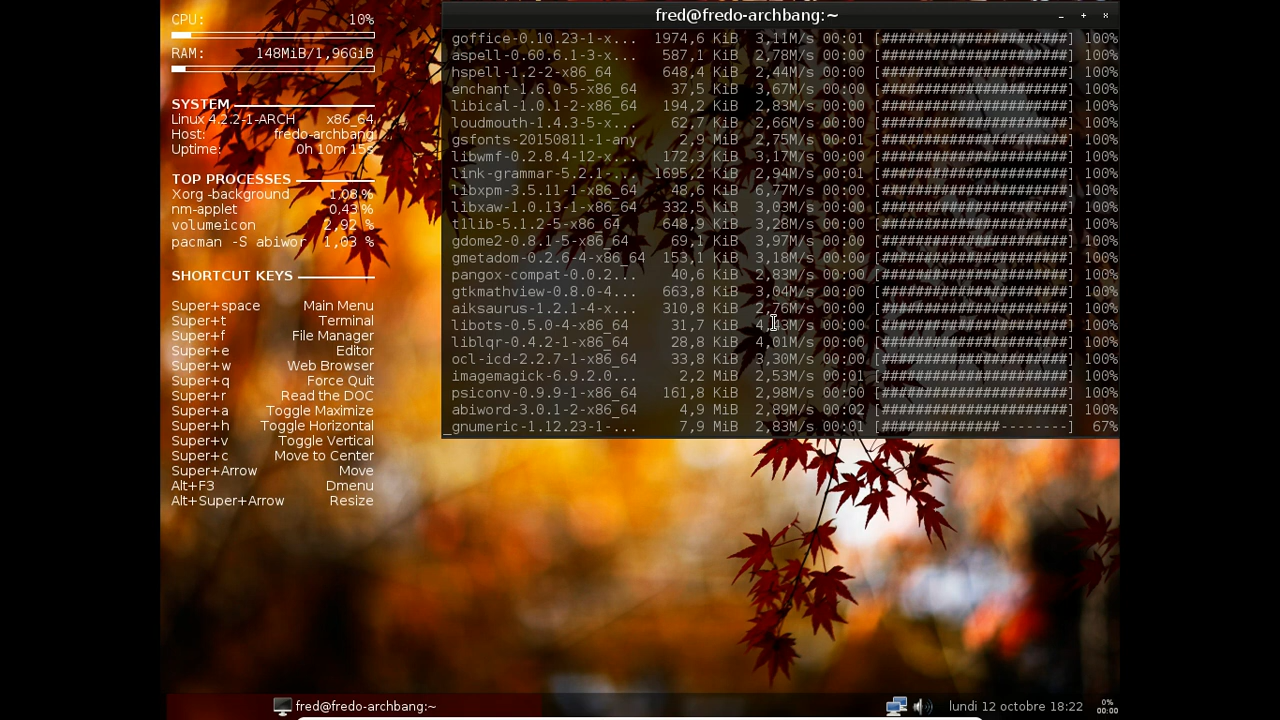 CPU: 10%
RAM: 148MiB/1,96GiB
SYSTEM
Linux 4.2.2-1-ARCH x86_64
Host: fredo-archbang
Uptime: 0h 10m 15s
TOP PROCESSES
Xorg -background 1,08 %
nm-applet 0,43 %
volumeicon 2,92 %
pacman -S abiwor 1,03 %
SHORTCUT KEYS
Super+space Main Menu
Super+t Terminal
Super+f File Manager
Super+e Editor
Super+w Web Browser
Super+q Force Quit
Super+r Read the DOC
Super+a Toggle Maximize
Super+h Toggle Horizontal
Super+v Toggle Vertical
Super+c Move to Center
Super+Arrow Move
Alt+F3 Dmenu
Alt+Super+Arrow Resize
fred@fredo-archbang:~
goffice-0.10.23-1-x... 1974,6 KiB 3,11M/s 00:01 [######################] 100%
aspell-0.60.6.1-3-x... 587,1 KiB 2,78M/s 00:00 [######################] 100%
hspell-1.2-2-x86_64 648,4 KiB 2,44M/s 00:00 [######################] 100%
enchant-1.6.0-5-x86_64 37,5 KiB 3,67M/s 00:00 [######################] 100%
libical-1.0.1-2-x86_64 194,2 KiB 2,83M/s 00:00 [######################] 100%
loudmouth-1.4.3-5-x... 62,7 KiB 2,66M/s 00:00 [######################] 100%
gsfonts-20150811-1-any 2,9 MiB 2,75M/s 00:01 [######################] 100%
libwmf-0.2.8.4-12-x... 172,3 KiB 3,17M/s 00:00 [######################] 100%
link-grammar-5.2.1-... 1695,2 KiB 2,94M/s 00:01 [######################] 100%
libxpm-3.5.11-1-x86_64 48,6 KiB 6,77M/s 00:00 [######################] 100%
libxaw-1.0.13-1-x86_64 332,5 KiB 3,03M/s 00:00 [######################] 100%
t1lib-5.1.2-5-x86_64 648,9 KiB 3,28M/s 00:00 [######################] 100%
gdome2-0.8.1-5-x86_64 69,1 KiB 3,97M/s 00:00 [######################] 100%
gmetadom-0.2.6-4-x86_64 153,1 KiB 3,18M/s 00:00 [######################] 100%
pangox-compat-0.0.2... 40,6 KiB 2,83M/s 00:00 [######################] 100%
gtkmathview-0.8.0-4... 663,8 KiB 3,04M/s 00:00 [######################] 100%
aiksaurus-1.2.1-4-x... 310,8 KiB 2,76M/s 00:00 [######################] 100%
libots-0.5.0-4-x86_64 31,7 KiB 00:00 [######################] 100%
liblqr-0.4.2-1-x86_64 28,8 KiB 4,01M/s 00:00 [######################] 100%
ocl-icd-2.2.7-1-x86_64 33,8 KiB 3,30M/s 00:00 [######################] 100%
imagemagick-6.9.2.0... 2,2 MiB 2,53M/s 00:01 [######################] 100%
psiconv-0.9.9-1-x86_64 161,8 KiB 2,98M/s 00:00 [######################] 100%
abiword-3.0.1-2-x86_64 4,9 MiB 2,89M/s 00:02 [######################] 100%
gnumeric-1.12.23-1-... 7,9 MiB 2,83M/s 00:01 [##############--------] 67%
fred@fredo-archbang:~ lundi 12 octobre 18:22 0%
00:00